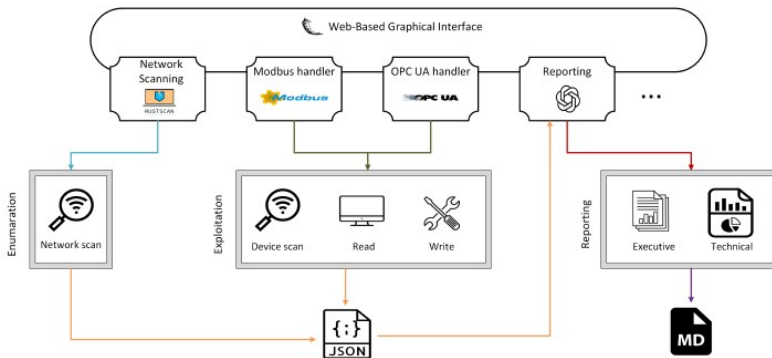 Web-Based Graphical Interface
Network
Scanning
RUSTSCAN
Modbus handler
Modbus
OPC UA handler
OPC UA
Reporting
...
Enumaration
Network scan
Exploitation
Device scan
Read
Write
Reporting
Executive
Technical
{;}
JSON
MD